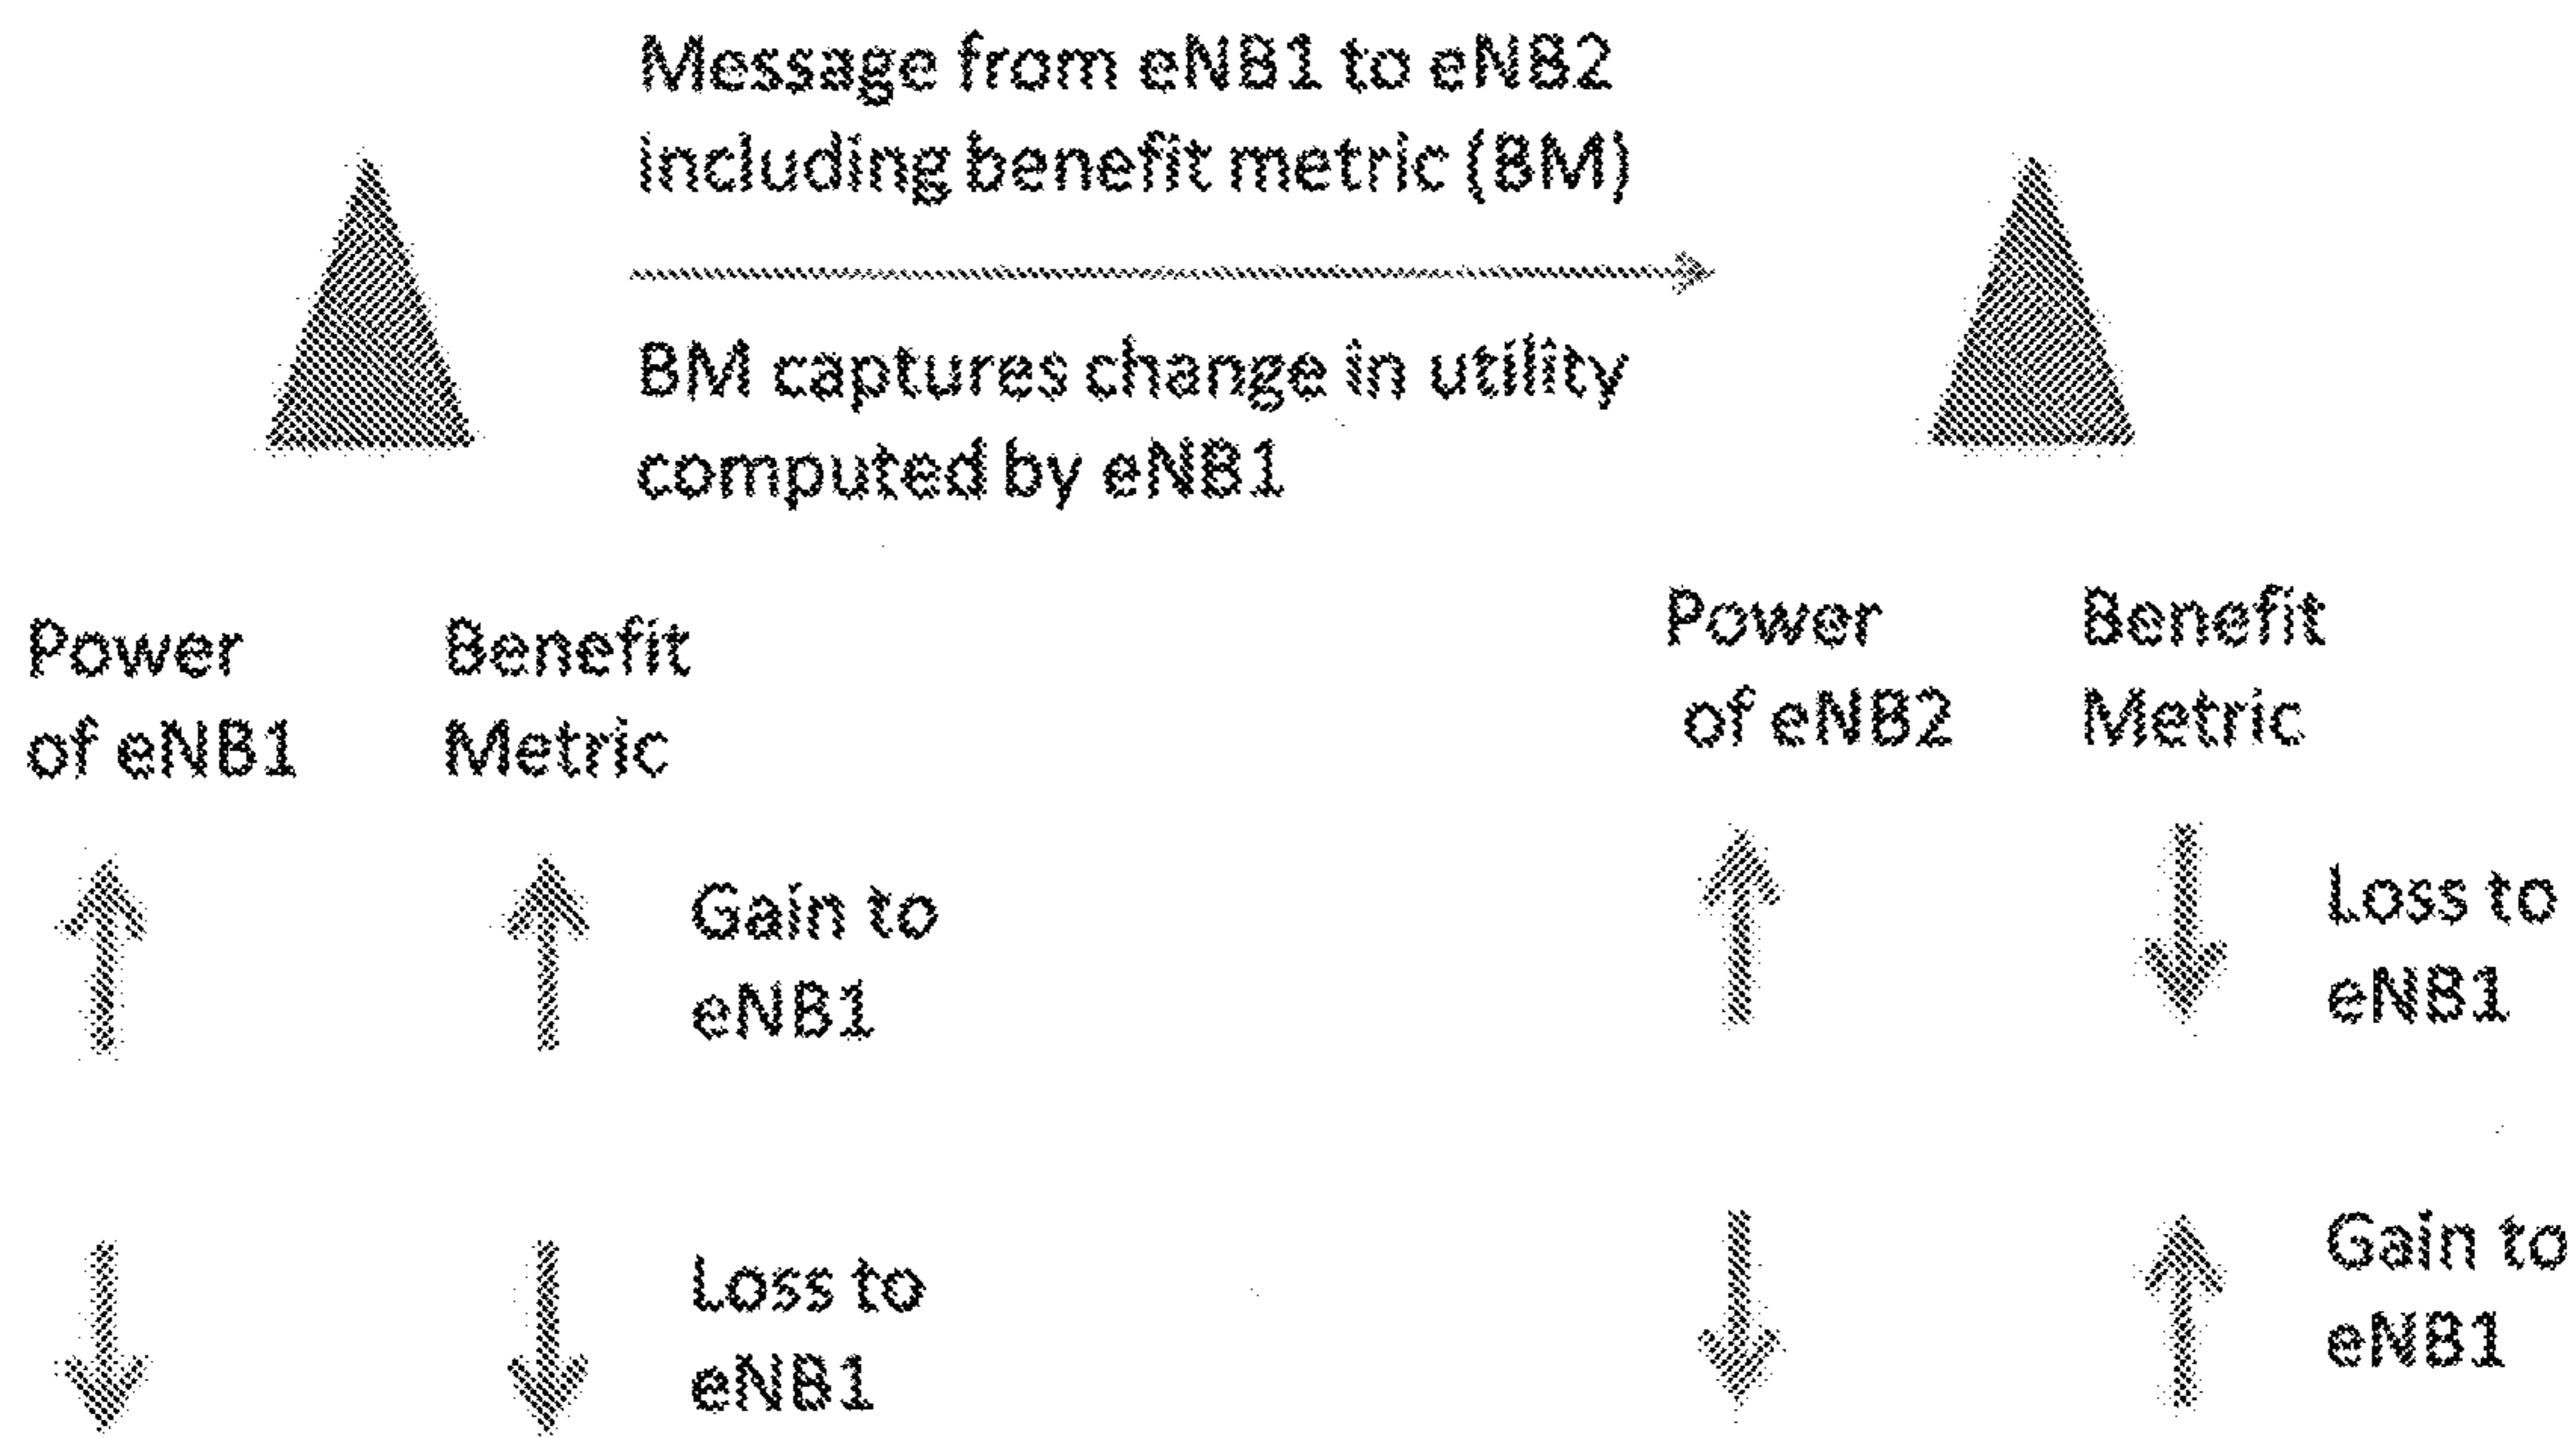 Message from eNB1 to eNB2
including benefit metric (BM)
BM captures change in utility
computed by eNB1
Power
of eNB1
Benefit
Metric
Gain to
eNB1
Loss to
eNB1
Power
of eNB2
Benefit
Metric
Loss to
eNB1
Gain to
eNB1